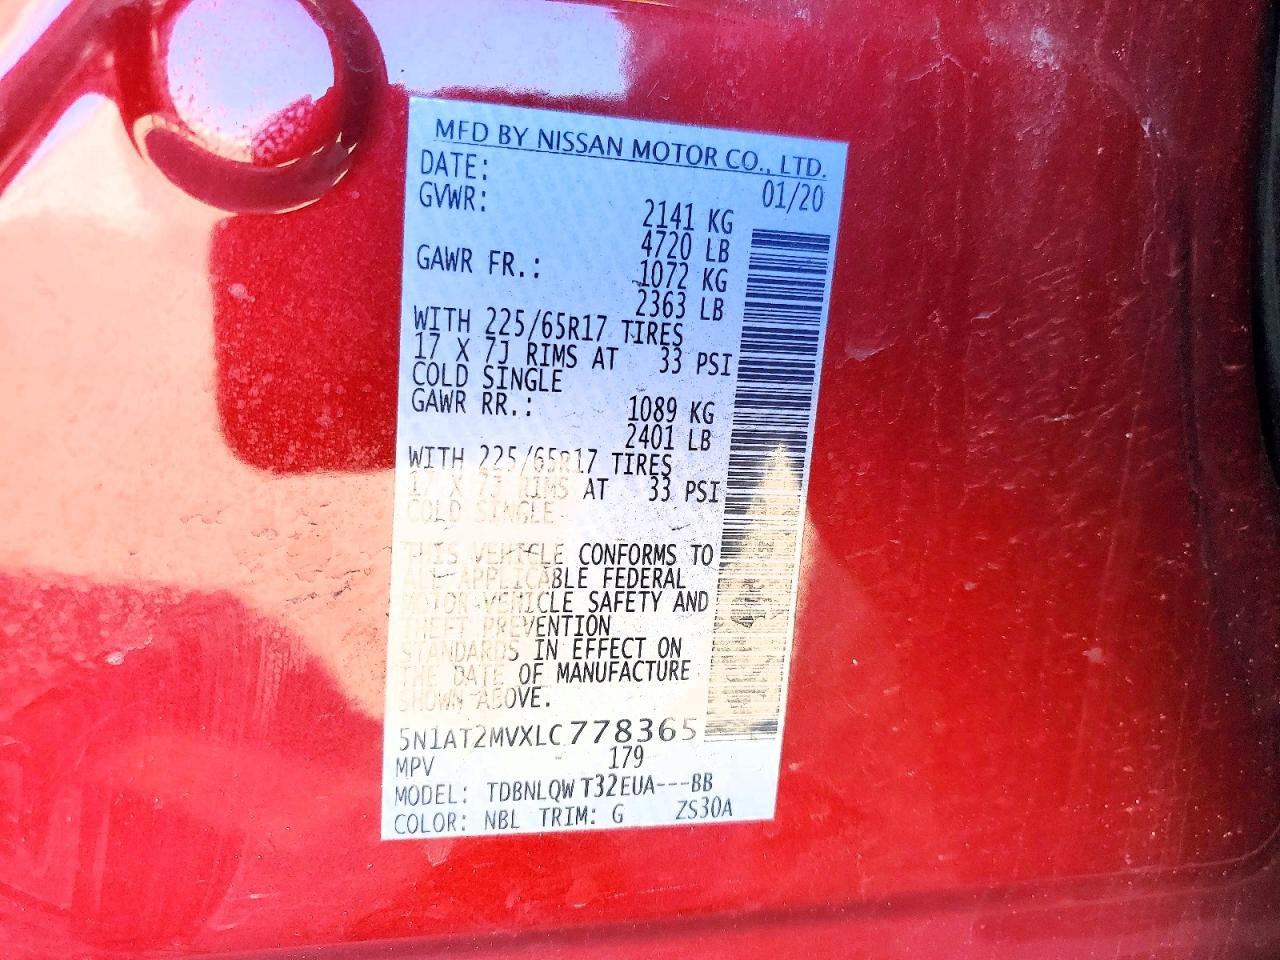 MFD BY NISSAN MOTOR CO., LTD.
DATE: 01/20
GVWR: 2141 KG
4720 LB
GAWR FR.: 1072 KG
2363 LB
WITH 225/65R17 TIRES
17 X 7J RIMS AT 33 PSI
COLD SINGLE
GAWR RR.: 1089 KG
2401 LB
WITH 225/65R17 TIRES
17 X 7J RIMS AT 33 PSI
COLD SINGLE
THIS VEHICLE CONFORMS TO
ALL APPLICABLE FEDERAL
MOTOR VEHICLE SAFETY AND
THEFT PREVENTION
STANDARDS IN EFFECT ON
THE DATE OF MANUFACTURE
SHOWN ABOVE.
5N1AT2MVXLC778365
MPV 179
MODEL: TDBNLQW T32EUA---BB
COLOR: NBL TRIM: G ZS30A